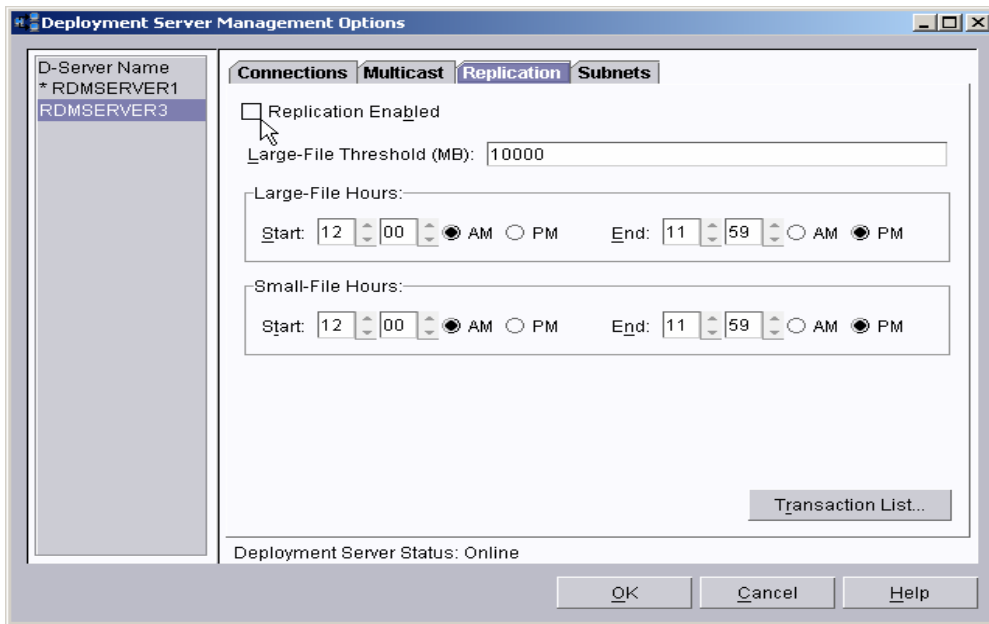 Deployment Server Management Options
D-Server Name
* RDMSERVER1
RDMSERVER3
Connections Multicast Replication Subnets
Replication Enabled
Large-File Threshold (MB): 10000
Large-File Hours:
Start: 12 00 AM PM End: 11 59 AM PM
Small-File Hours:
Start: 12 00 AM PM End: 11 59 AM PM
Transaction List...
Deployment Server Status: Online
OK Cancel Help